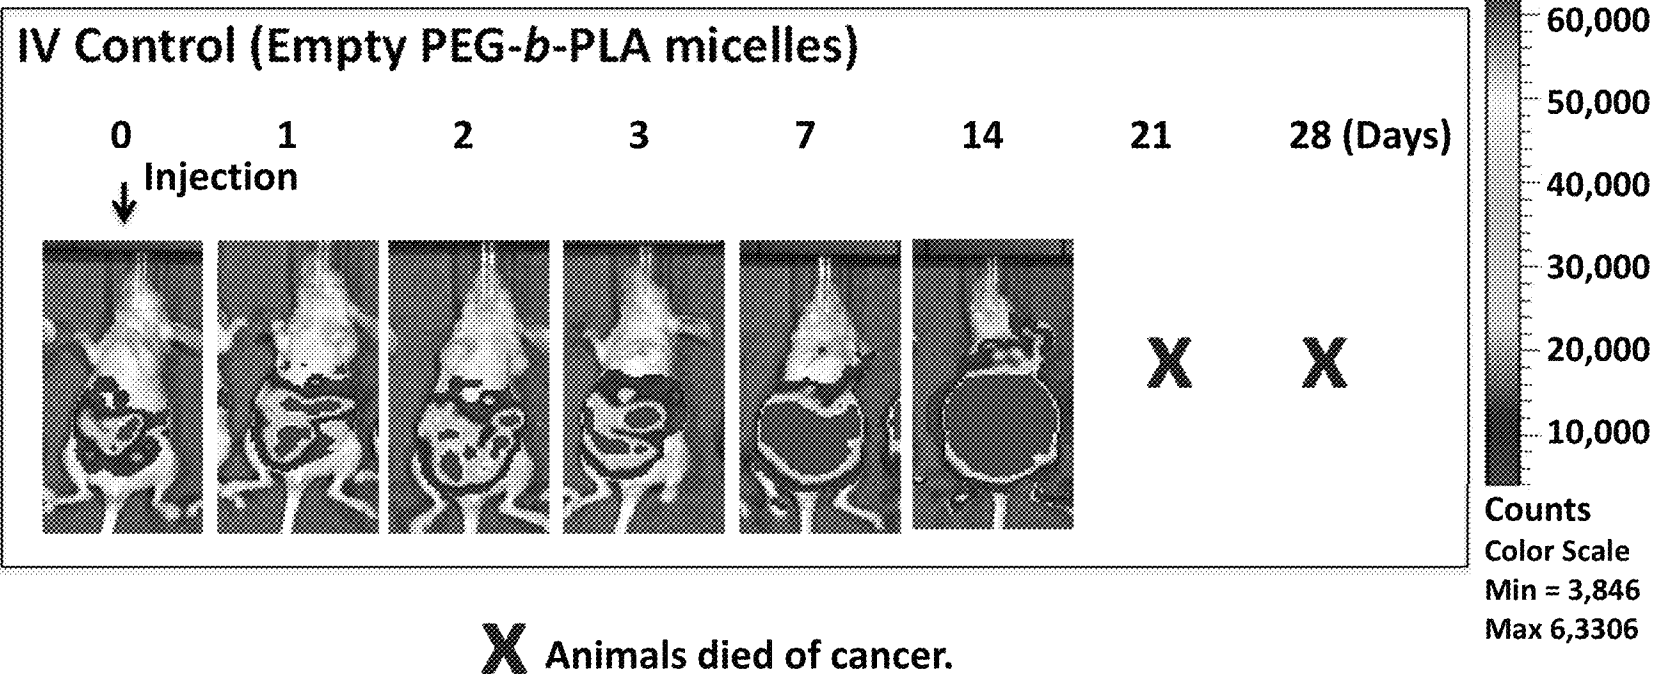 IV Control (Empty PEG-b-PLA micelles)
0 1 2 3 7 14 21 28 (Days)
Injection
X X
60,000
50,000
40,000
30,000
20,000
10,000
Counts
Color Scale
Min = 3,846
Max 6,3306
X Animals died of cancer.